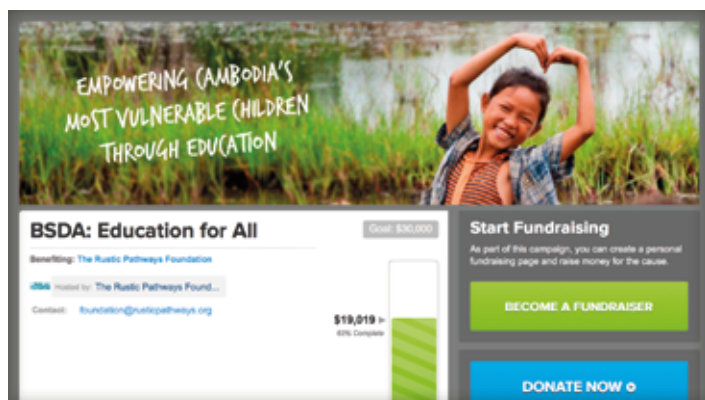 EMPOWERING CAMBODIA'S
MOST VULNERABLE CHILDREN
THROUGH EDUCATION
BSDA: Education for All
Goal: $30,000
Benefiting: The Rustic Pathways Foundation
Hosted by: The Rustic Pathways Found...
Contact: foundation@rusticpathways.org
$19,019
63% Complete
Start Fundraising
As part of this campaign, you can create a personal
fundraising page and raise money for the cause.
BECOME A FUNDRAISER
DONATE NOW